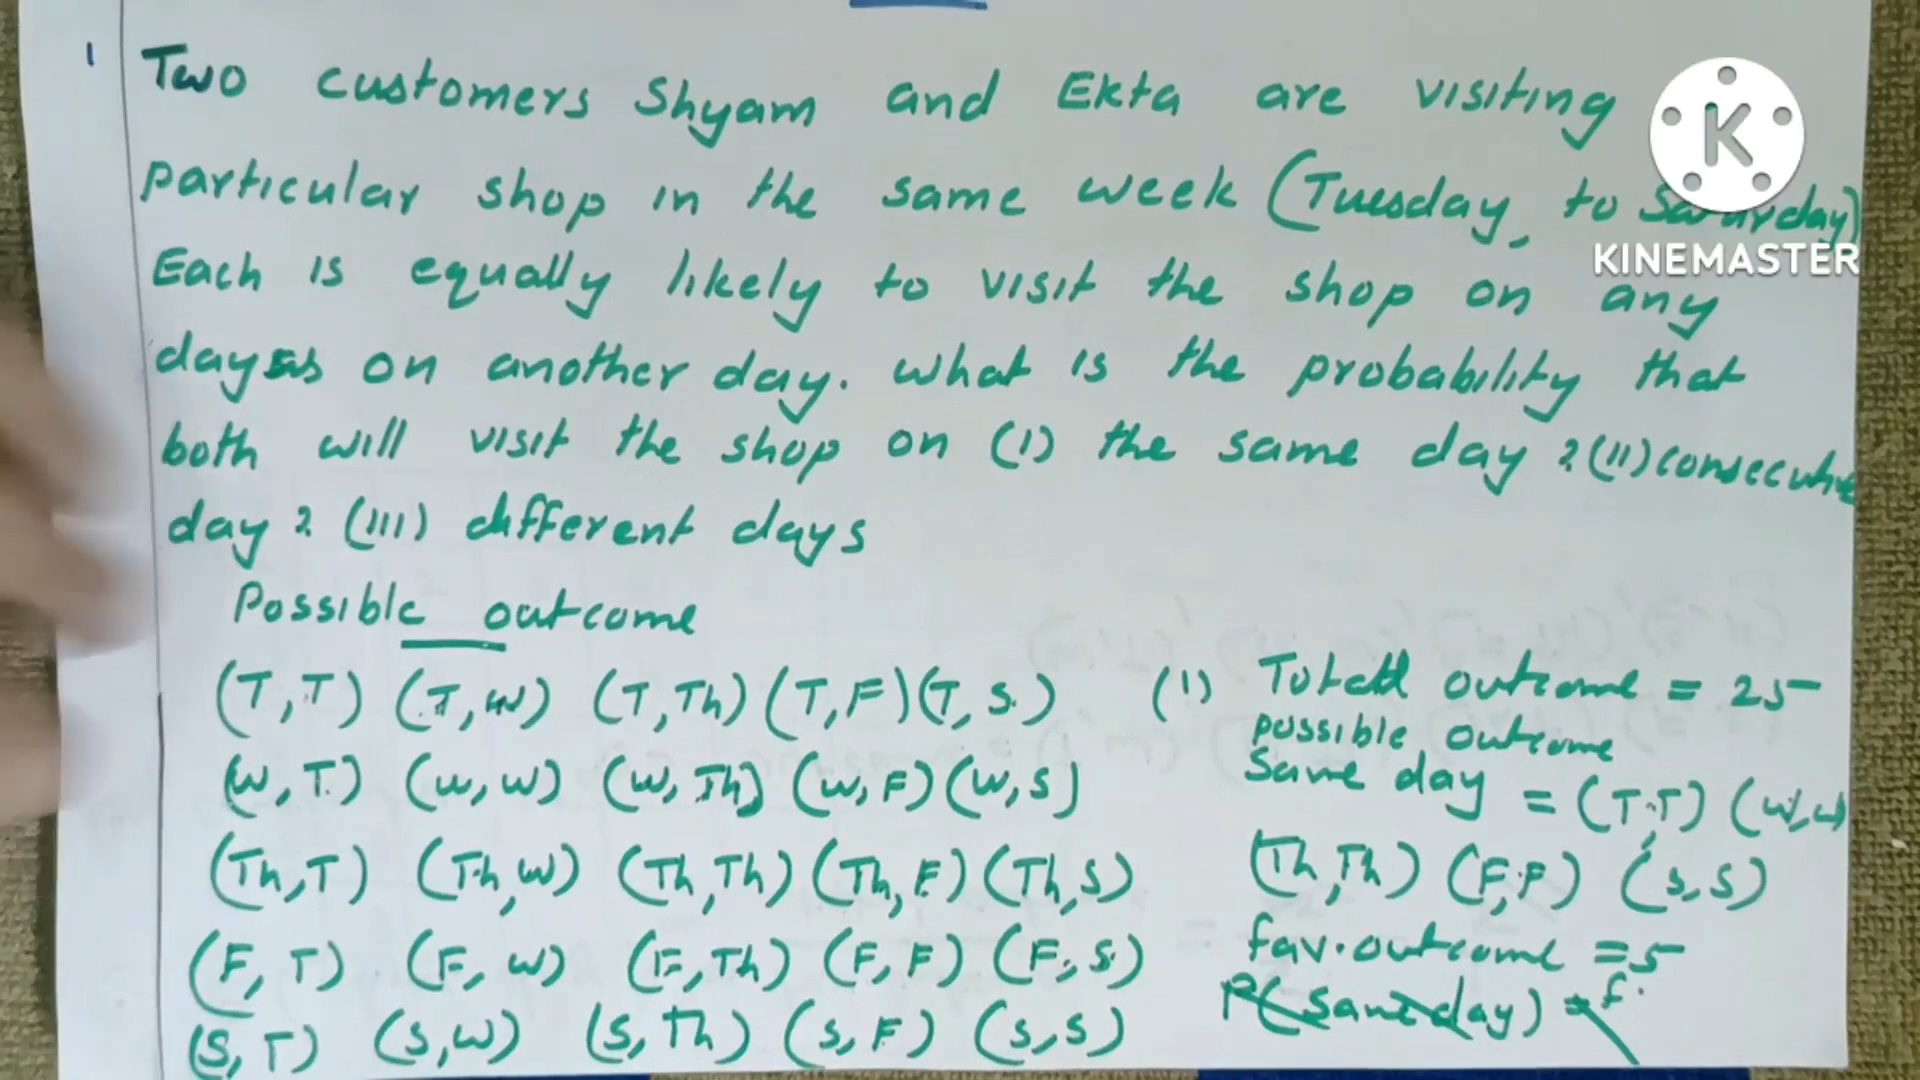 1
Two customers Shyam and Ekta are visiting
particular shop in the same week (Tuesday, to Saturday)
KINEMASTER
Each is equally likely to visit the shop on any
day as on another day. what is the probability that
both will visit the shop on (I) the same day ? (II) consecutive
day ? (III) different days
Possible outcome
(T,T) (T,W) (T,Th) (T,F) (T,S)
(W,T) (W,W) (W,Th) (W,F) (W,S)
(Th,T) (Th,W) (Th,Th) (Th,F) (Th,S)
(F,T) (F,W) (F,Th) (F,F) (F,S)
(S,T) (S,W) (S,Th) (S,F) (S,S)
(I) Total outcome = 25
possible outcome
Same day = (T,T) (W,W)
(Th,Th) (F,F) (S,S)
fav. outcome = 5
P(Same day) = f